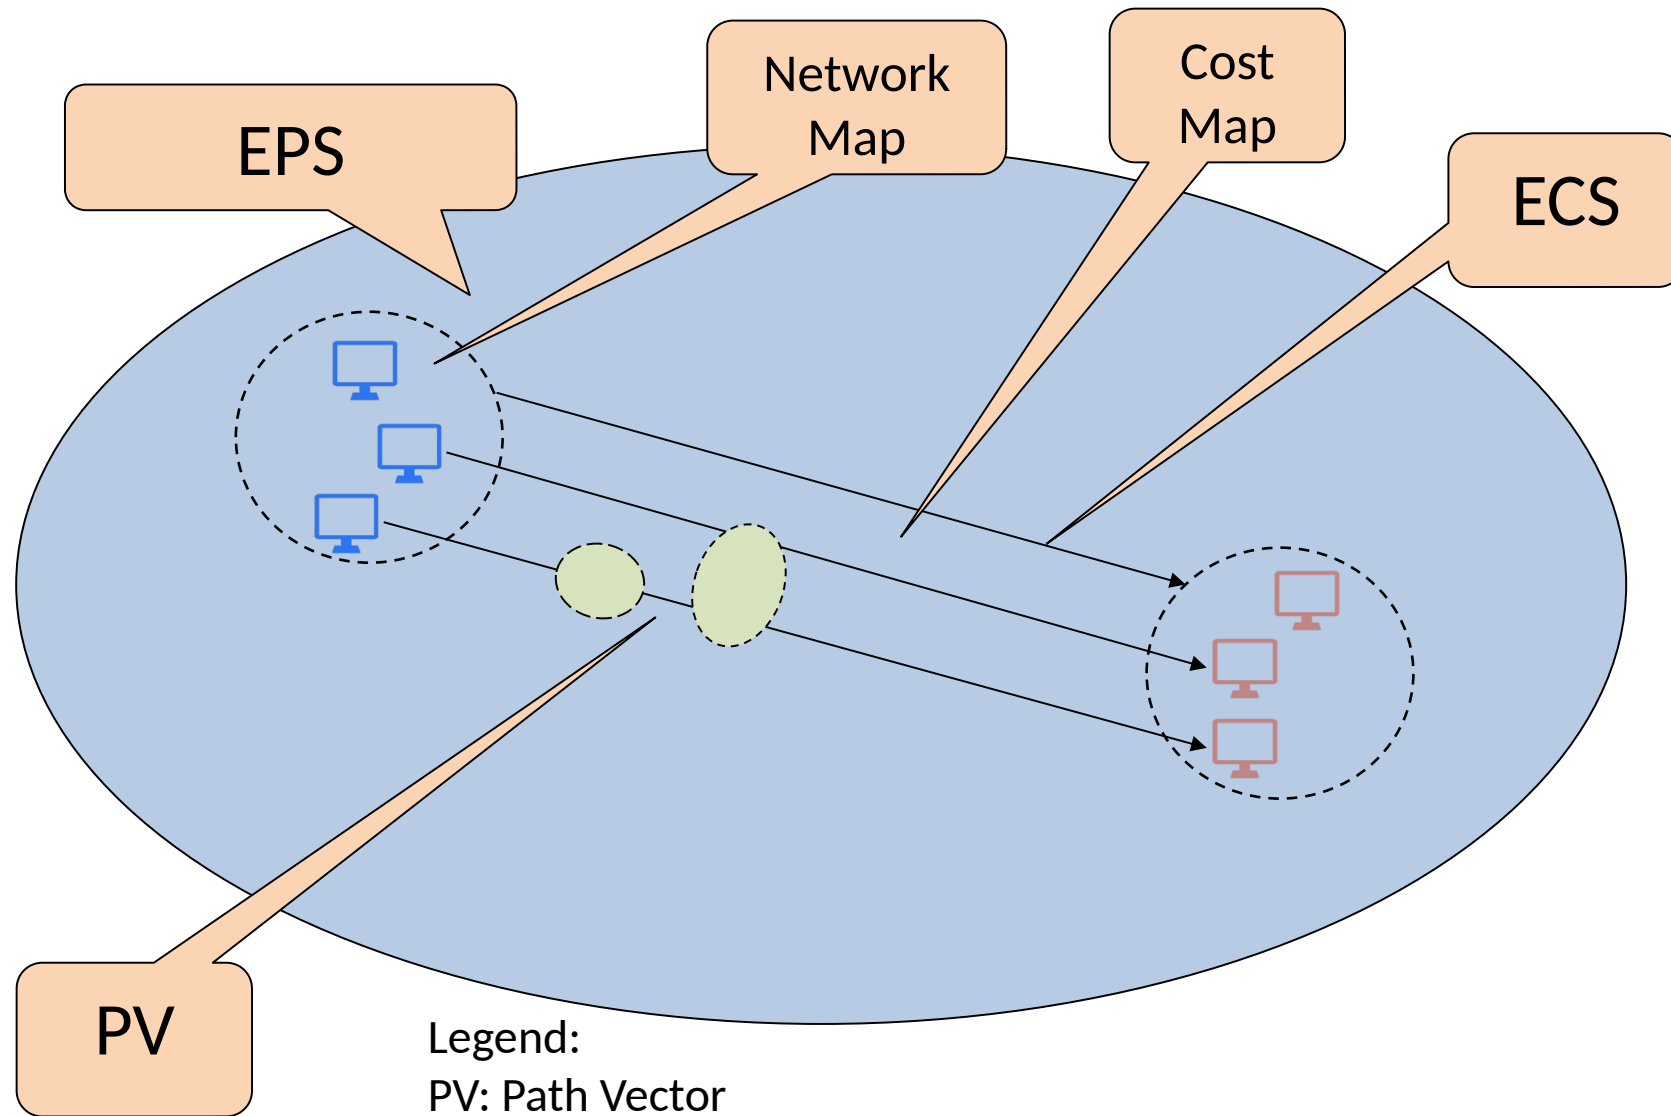 EPS
Network
Map
Cost
Map
ECS
PV
Legend:
PV: Path Vector